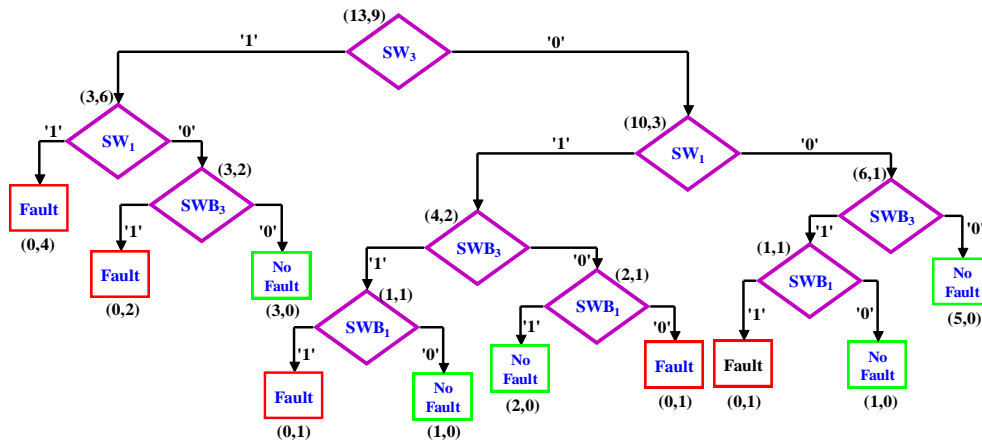 (13,9)
'1'
SW₃
'0'
(3,6)
'1'
SW₁
'0'
(10,3)
'1'
SW₁
'0'
Fault
(0,4)
(3,2)
SWB₃
'1'
'0'
Fault
(0,2)
No
Fault
(3,0)
(4,2)
SWB₃
'1'
'0'
(6,1)
SWB₃
'1'
'0'
(1,1)
SWB₁
'1'
'0'
Fault
(0,1)
No
Fault
(1,0)
(2,1)
SWB₁
'1'
'0'
No
Fault
(2,0)
Fault
(0,1)
(1,1)
SWB₁
'1'
'0'
Fault
(0,1)
No
Fault
(1,0)
No
Fault
(5,0)